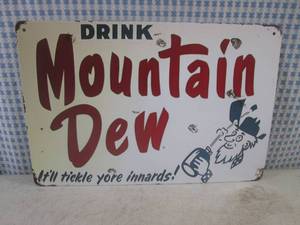 DRINK
Mountain
Dew
It'll tickle yore innards!